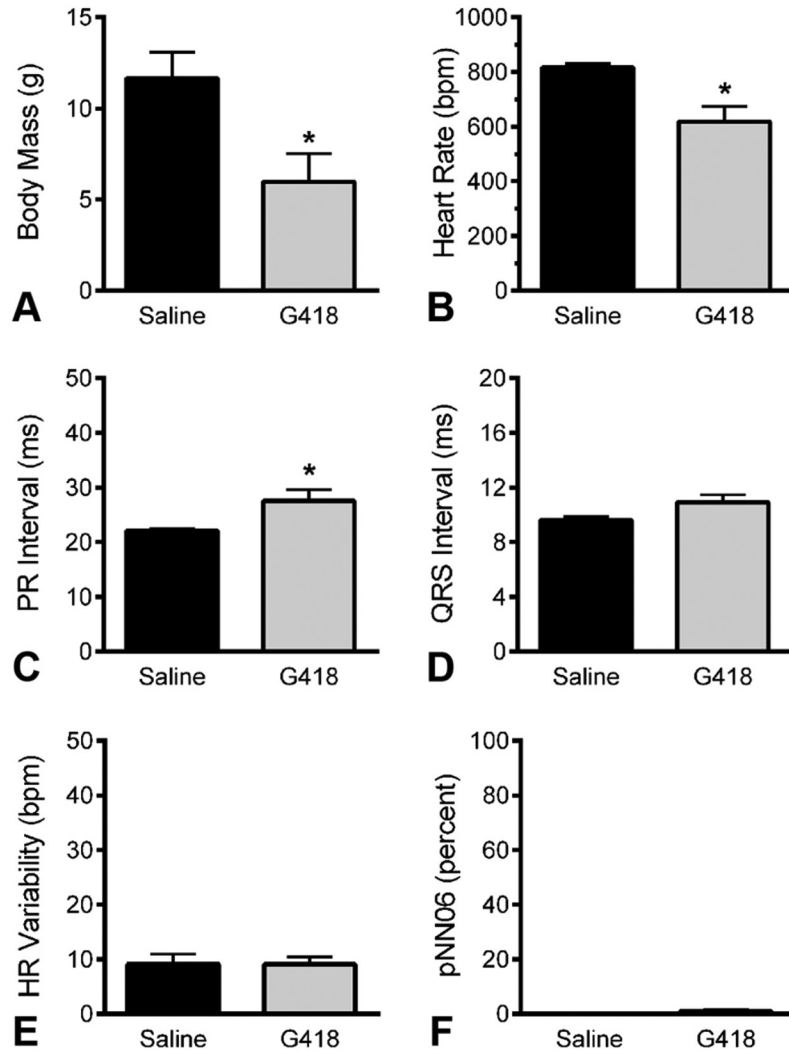 Body Mass (g)
15
10
5
0
*
Saline G418
A
Heart Rate (bpm)
1000
800
600
400
200
0
*
Saline G418
B
PR Interval (ms)
50
40
30
20
10
0
*
Saline G418
C
QRS Interval (ms)
20
16
12
8
4
0
Saline G418
D
HR Variability (bpm)
50
40
30
20
10
0
Saline G418
E
pNN06 (percent)
100
80
60
40
20
0
Saline G418
F